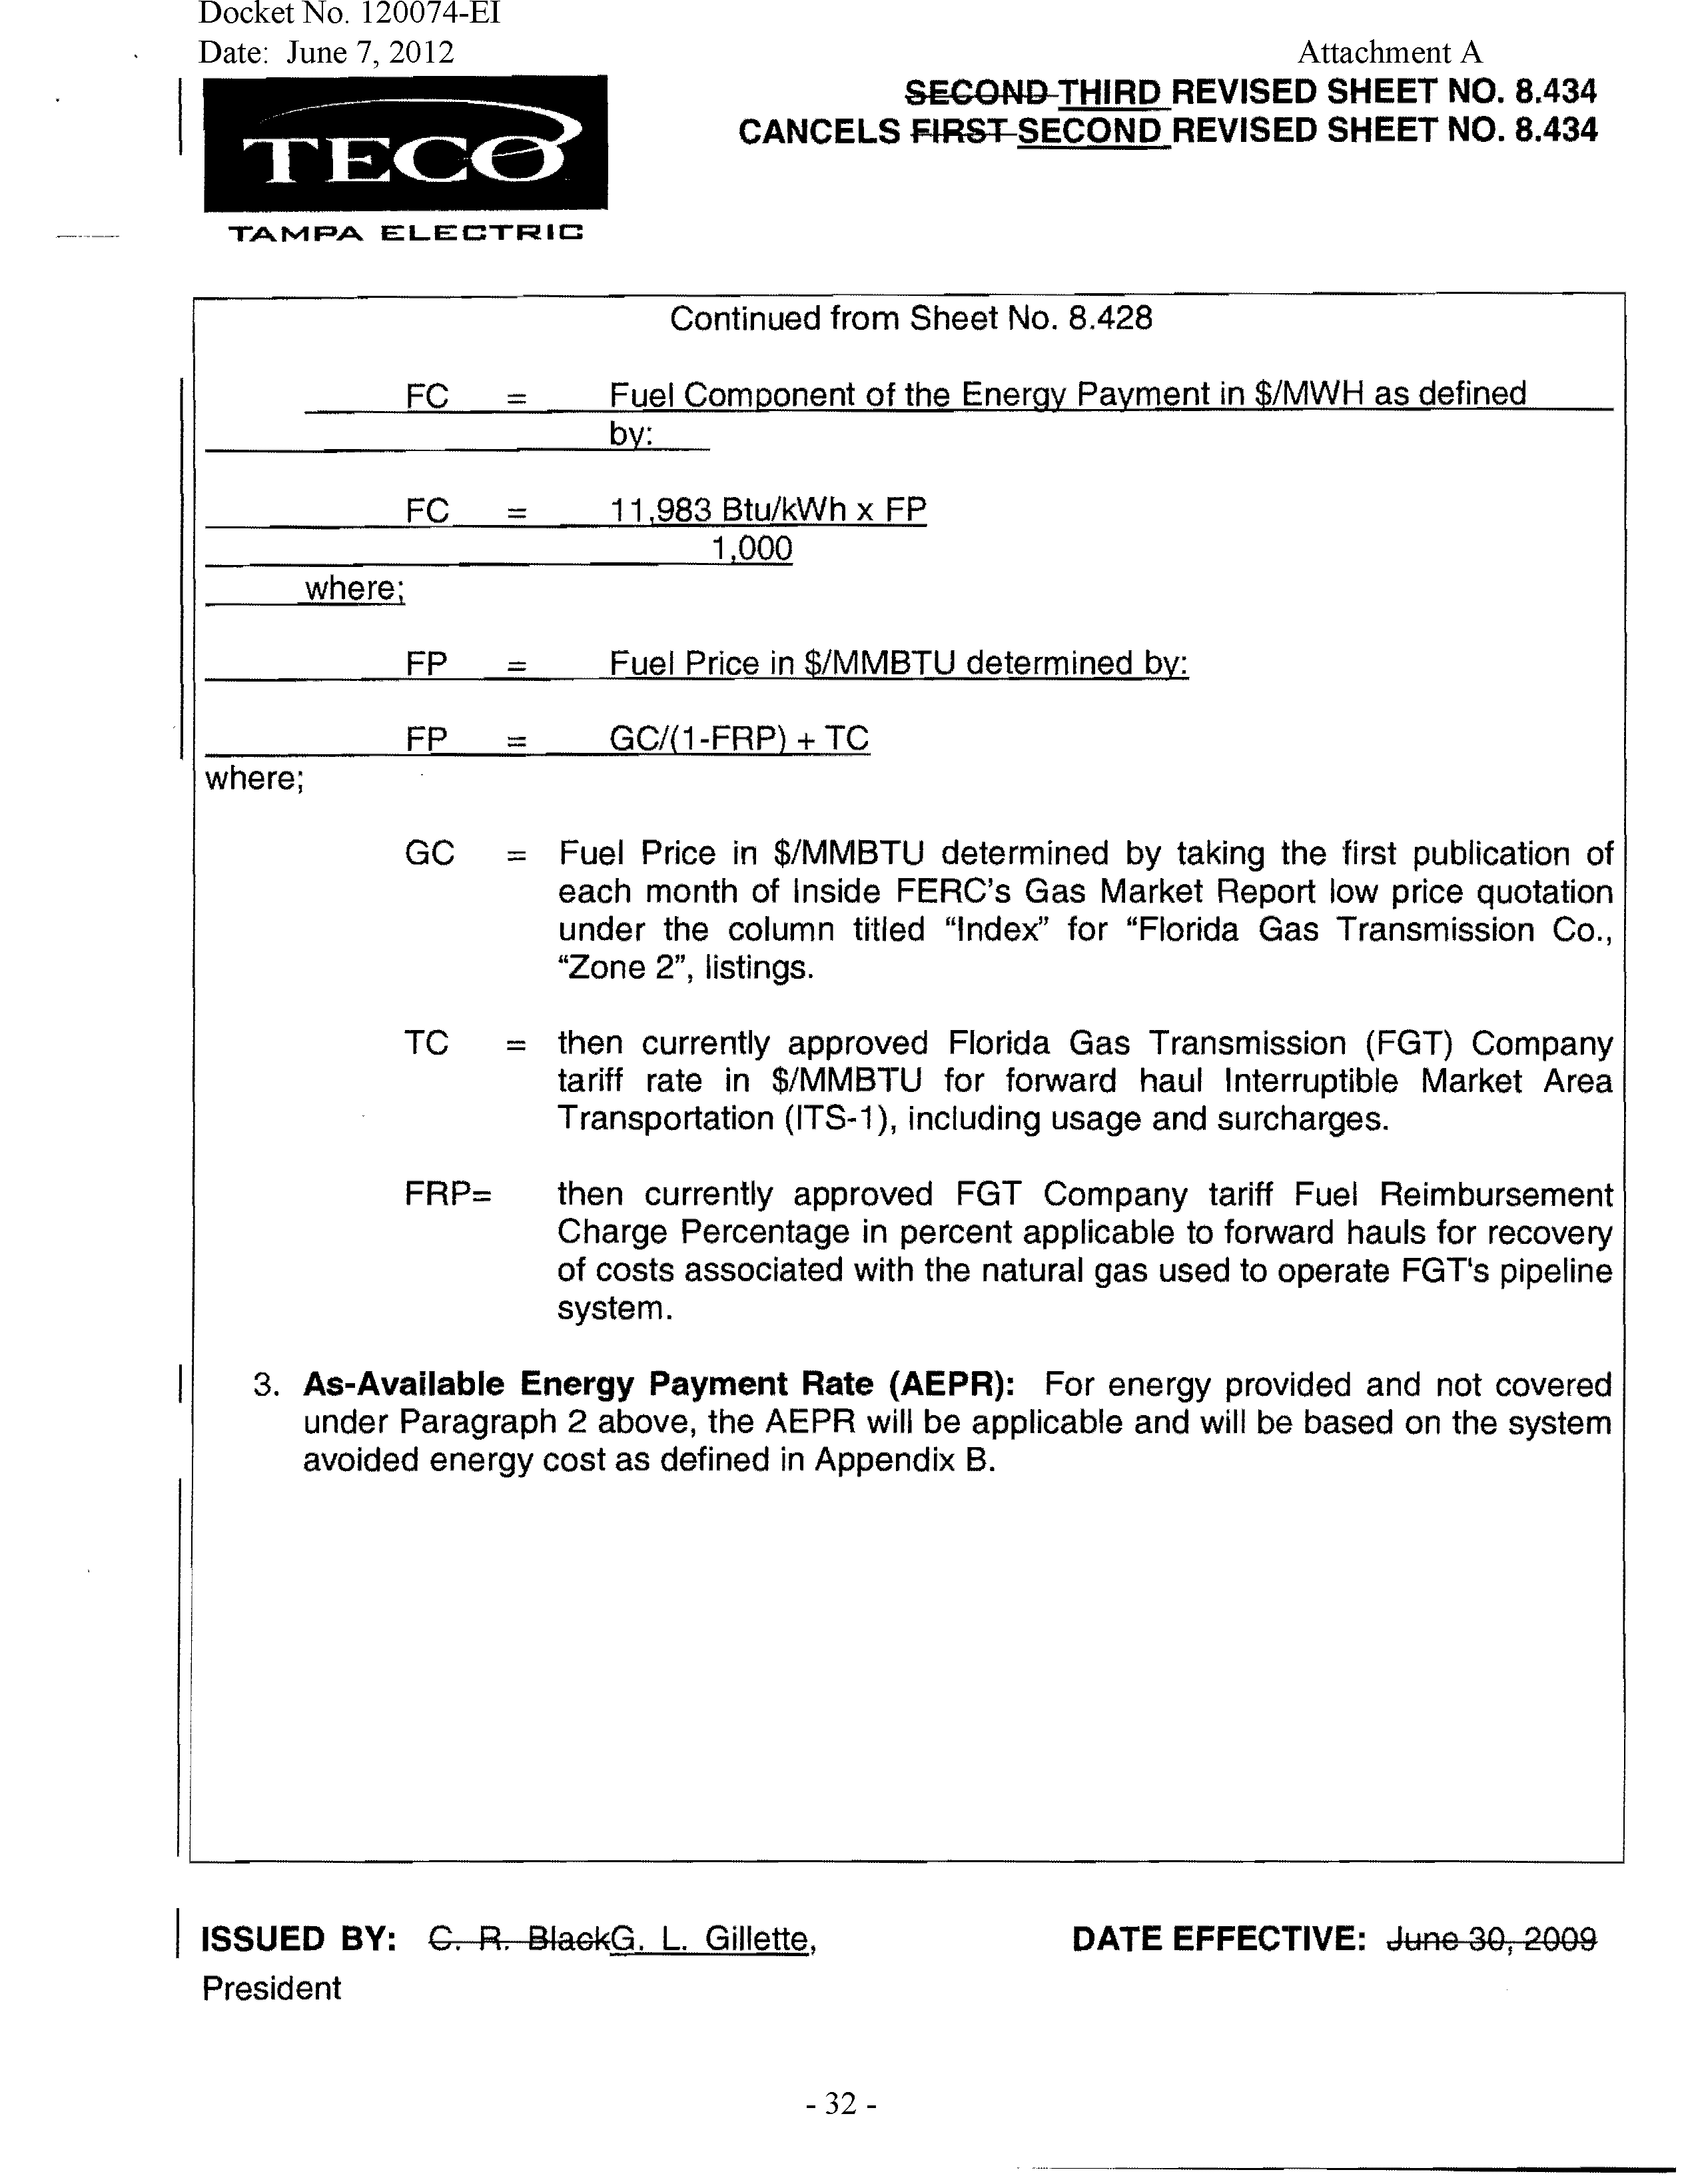 Docket No. 120074-EI
Date: June 7, 2012
Attachment A
SECOND THIRD REVISED SHEET NO. 8.434
CANCELS FIRST SECOND REVISED SHEET NO. 8.434
TECO
TAMPA ELECTRIC
Continued from Sheet No. 8.428
FC = Fuel Component of the Energy Payment in $/MWH as defined
by:
FC = 11,983 Btu/kWh x FP
1,000
where;
FP = Fuel Price in $/MMBTU determined by:
FP = GC/(1-FRP) + TC
where;
GC = Fuel Price in $/MMBTU determined by taking the first publication of
each month of Inside FERC's Gas Market Report low price quotation
under the column titled “Index” for “Florida Gas Transmission Co.,
“Zone 2”, listings.
TC = then currently approved Florida Gas Transmission (FGT) Company
tariff rate in $/MMBTU for forward haul Interruptible Market Area
Transportation (ITS-1), including usage and surcharges.
FRP= then currently approved FGT Company tariff Fuel Reimbursement
Charge Percentage in percent applicable to forward hauls for recovery
of costs associated with the natural gas used to operate FGT's pipeline
system.
3. As-Available Energy Payment Rate (AEPR): For energy provided and not covered
under Paragraph 2 above, the AEPR will be applicable and will be based on the system
avoided energy cost as defined in Appendix B.
ISSUED BY: C. R. BlackG. L. Gillette,
President
DATE EFFECTIVE: June 30, 2009
- 32 -